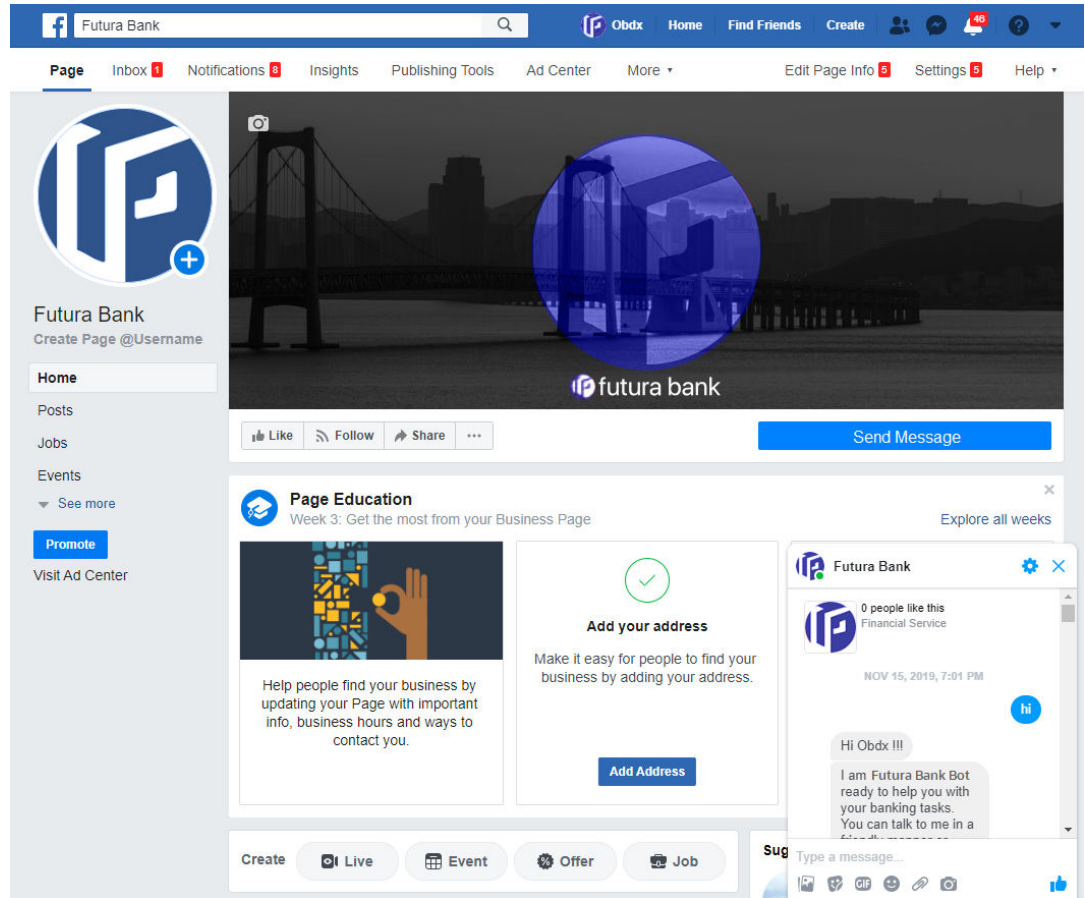 Futura Bank
Obdx
Home
Find Friends
Create
46
Page
Inbox 1
Notifications 8
Insights
Publishing Tools
Ad Center
More
Edit Page Info 5
Settings 5
Help
futura bank
Futura Bank
Create Page @Username
Home
Posts
Jobs
Events
See more
Promote
Visit Ad Center
Like
Follow
Share
Send Message
Page Education
Week 3: Get the most from your Business Page
Explore all weeks
Help people find your business by
updating your Page with important
info, business hours and ways to
contact you.
Add your address
Make it easy for people to find your
business by adding your address.
Add Address
Create
Live
Event
Offer
Job
Sug
Futura Bank
0 people like this
Financial Service
NOV 15, 2019, 7:01 PM
hi
Hi Obdx !!!
I am Futura Bank Bot
ready to help you with
your banking tasks.
You can talk to me in a
Type a message...
GIF